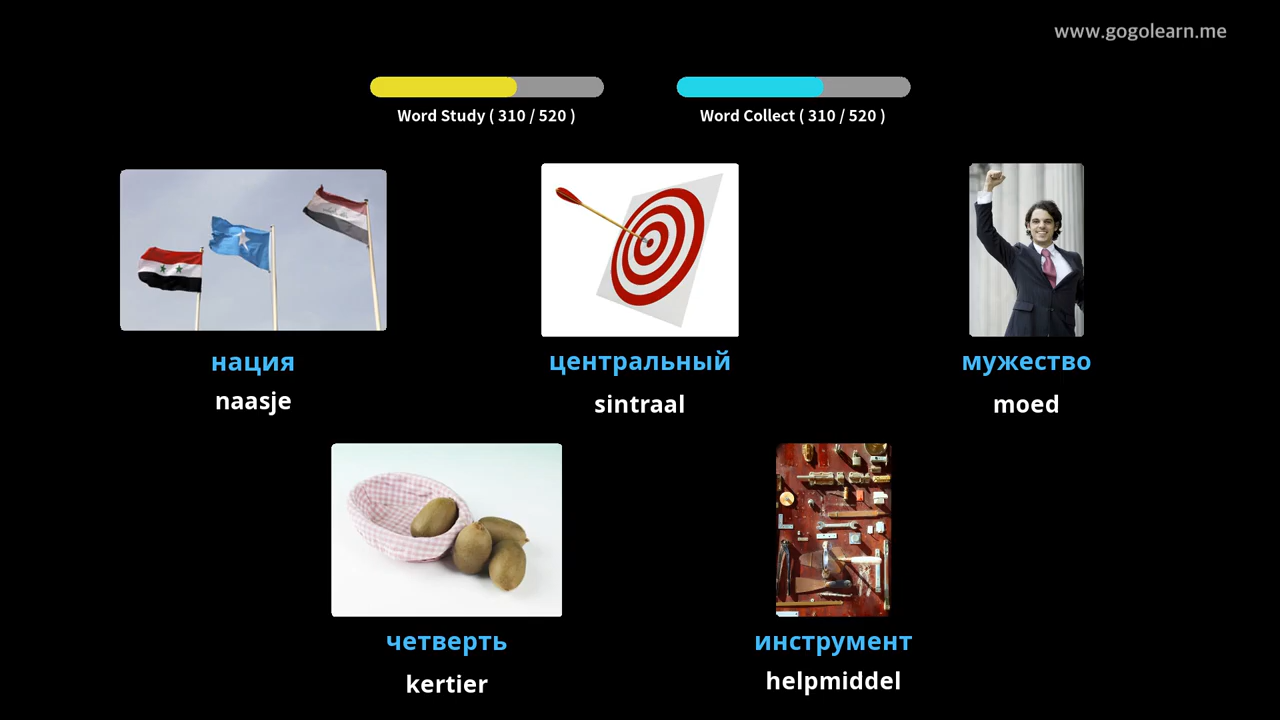 www.gogolearn.me
Word Study ( 310 / 520 )
Word Collect ( 310 / 520 )
нация
naasje
центральный
sintraal
мужество
moed
четверть
kertier
инструмент
helpmiddel